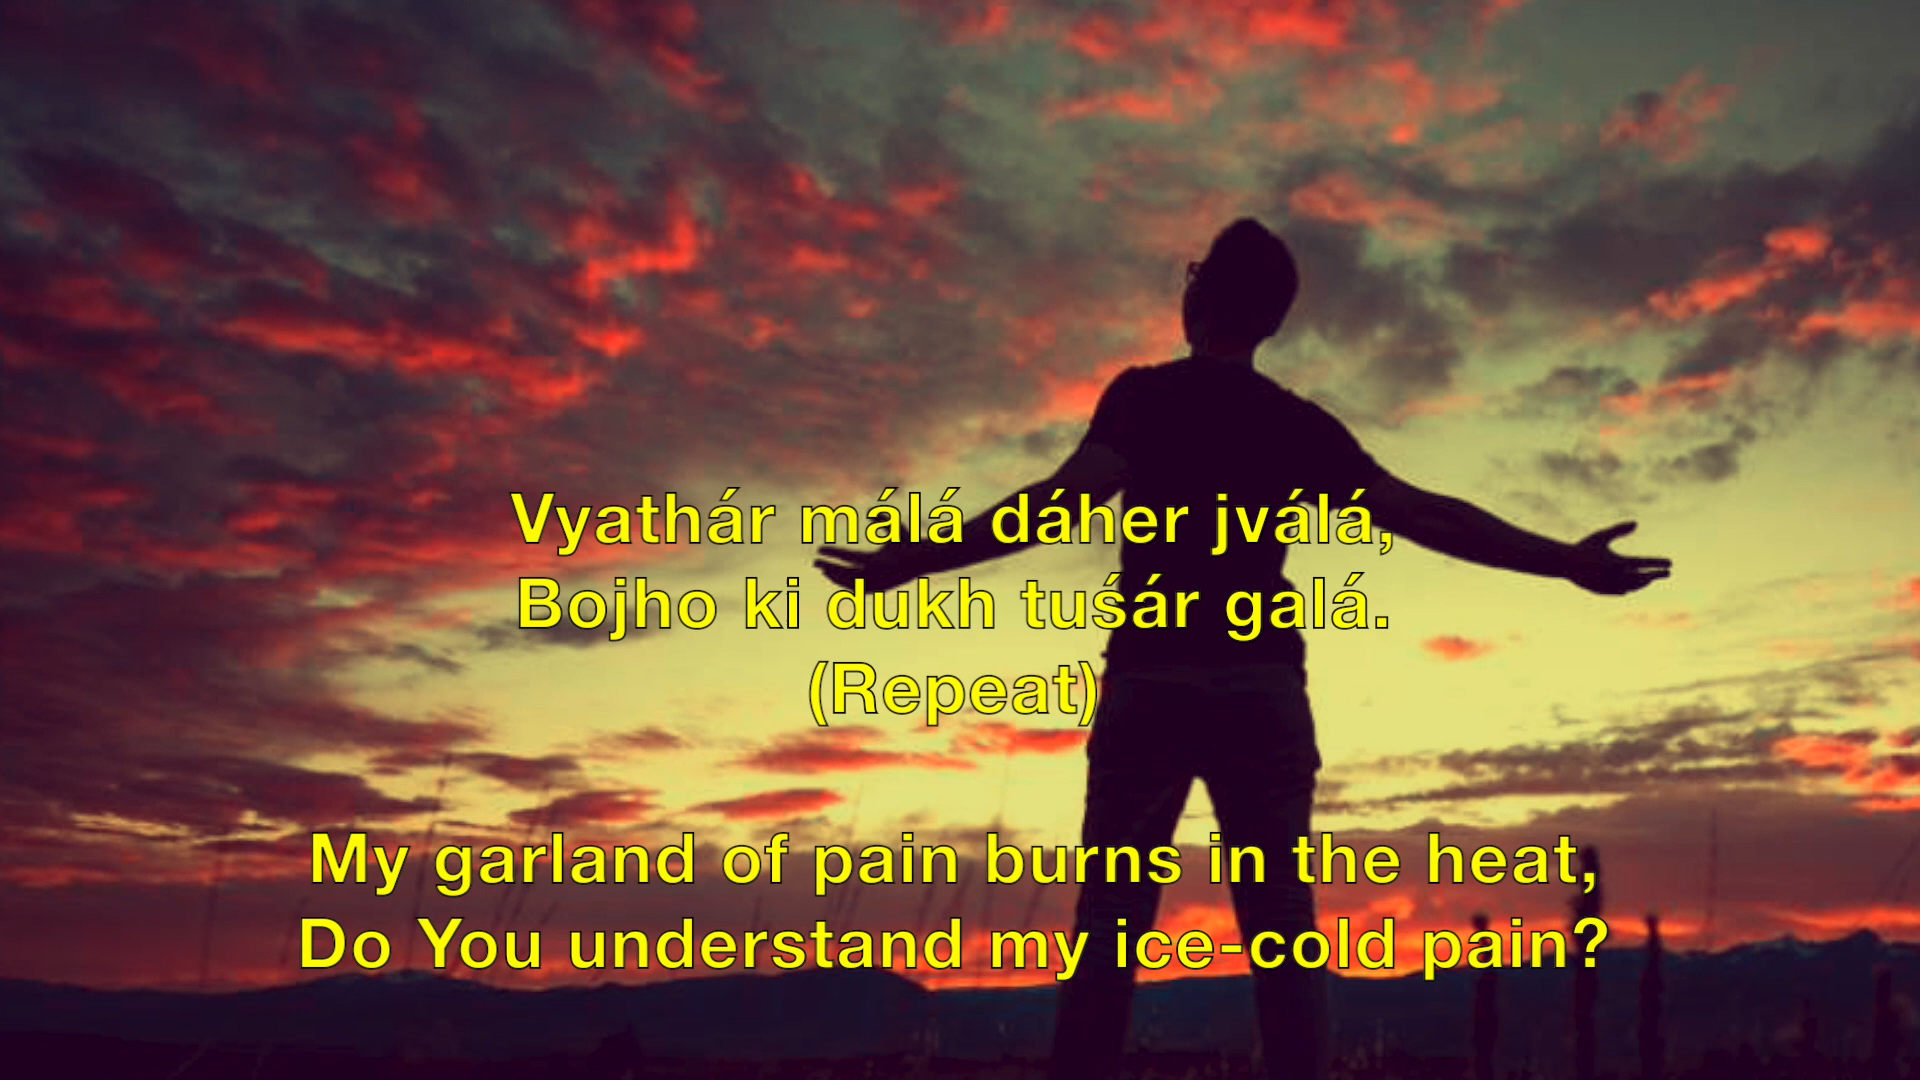 Vyathár málá dáher jválá,
Bojho ki dukh tuśár galá.
(Repeat)
My garland of pain burns in the heat,
Do You understand my ice-cold pain?